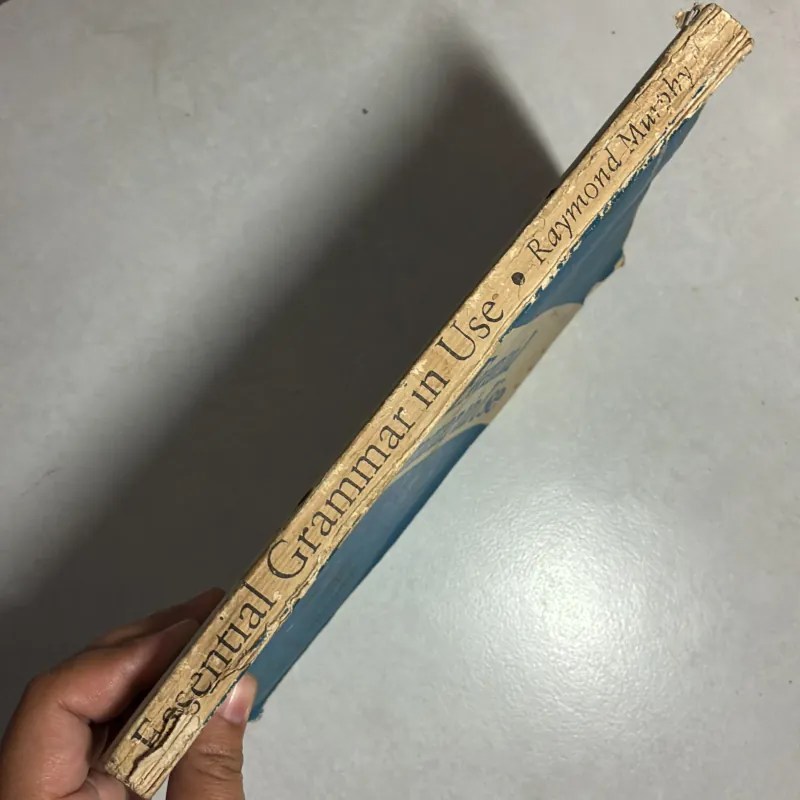 Essential Grammar in Use • Raymond Murphy